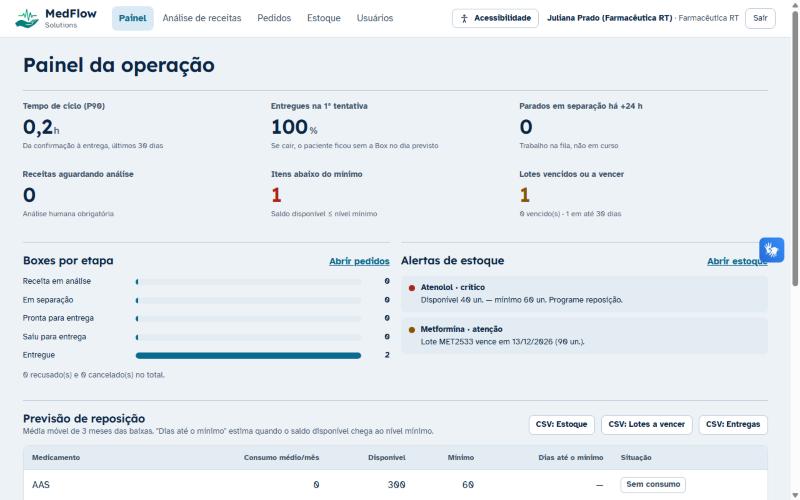 MedFlow
Solutions
Painel
Análise de receitas
Pedidos
Estoque
Usuários
Acessibilidade
Juliana Prado (Farmacêutica RT) · Farmacêutica RT
Sair
Painel da operação
Tempo de ciclo (P90)
0,2 h
Da confirmação à entrega, últimos 30 dias
Entregues na 1ª tentativa
100 %
Se cair, o paciente ficou sem a Box no dia previsto
Parados em separação há +24 h
0
Trabalho na fila, não em curso
Receitas aguardando análise
0
Análise humana obrigatória
Itens abaixo do mínimo
1
Saldo disponível ≤ nível mínimo
Lotes vencidos ou a vencer
1
0 vencido(s) · 1 em até 30 dias
Boxes por etapa
Abrir pedidos
Receita em análise 0
Em separação 0
Pronta para entrega 0
Saiu para entrega 0
Entregue 2
0 recusado(s) e 0 cancelado(s) no total.
Alertas de estoque
Abrir estoque
Atenolol · crítico
Disponível 40 un. — mínimo 60 un. Programe reposição.
Metformina · atenção
Lote MET2533 vence em 13/12/2026 (90 un.).
Previsão de reposição
Média móvel de 3 meses das baixas. "Dias até o mínimo" estima quando o saldo disponível chega ao nível mínimo.
CSV: Estoque
CSV: Lotes a vencer
CSV: Entregas
Medicamento Consumo médio/mês Disponível Mínimo Dias até o mínimo Situação
AAS 0 300 60 — Sem consumo